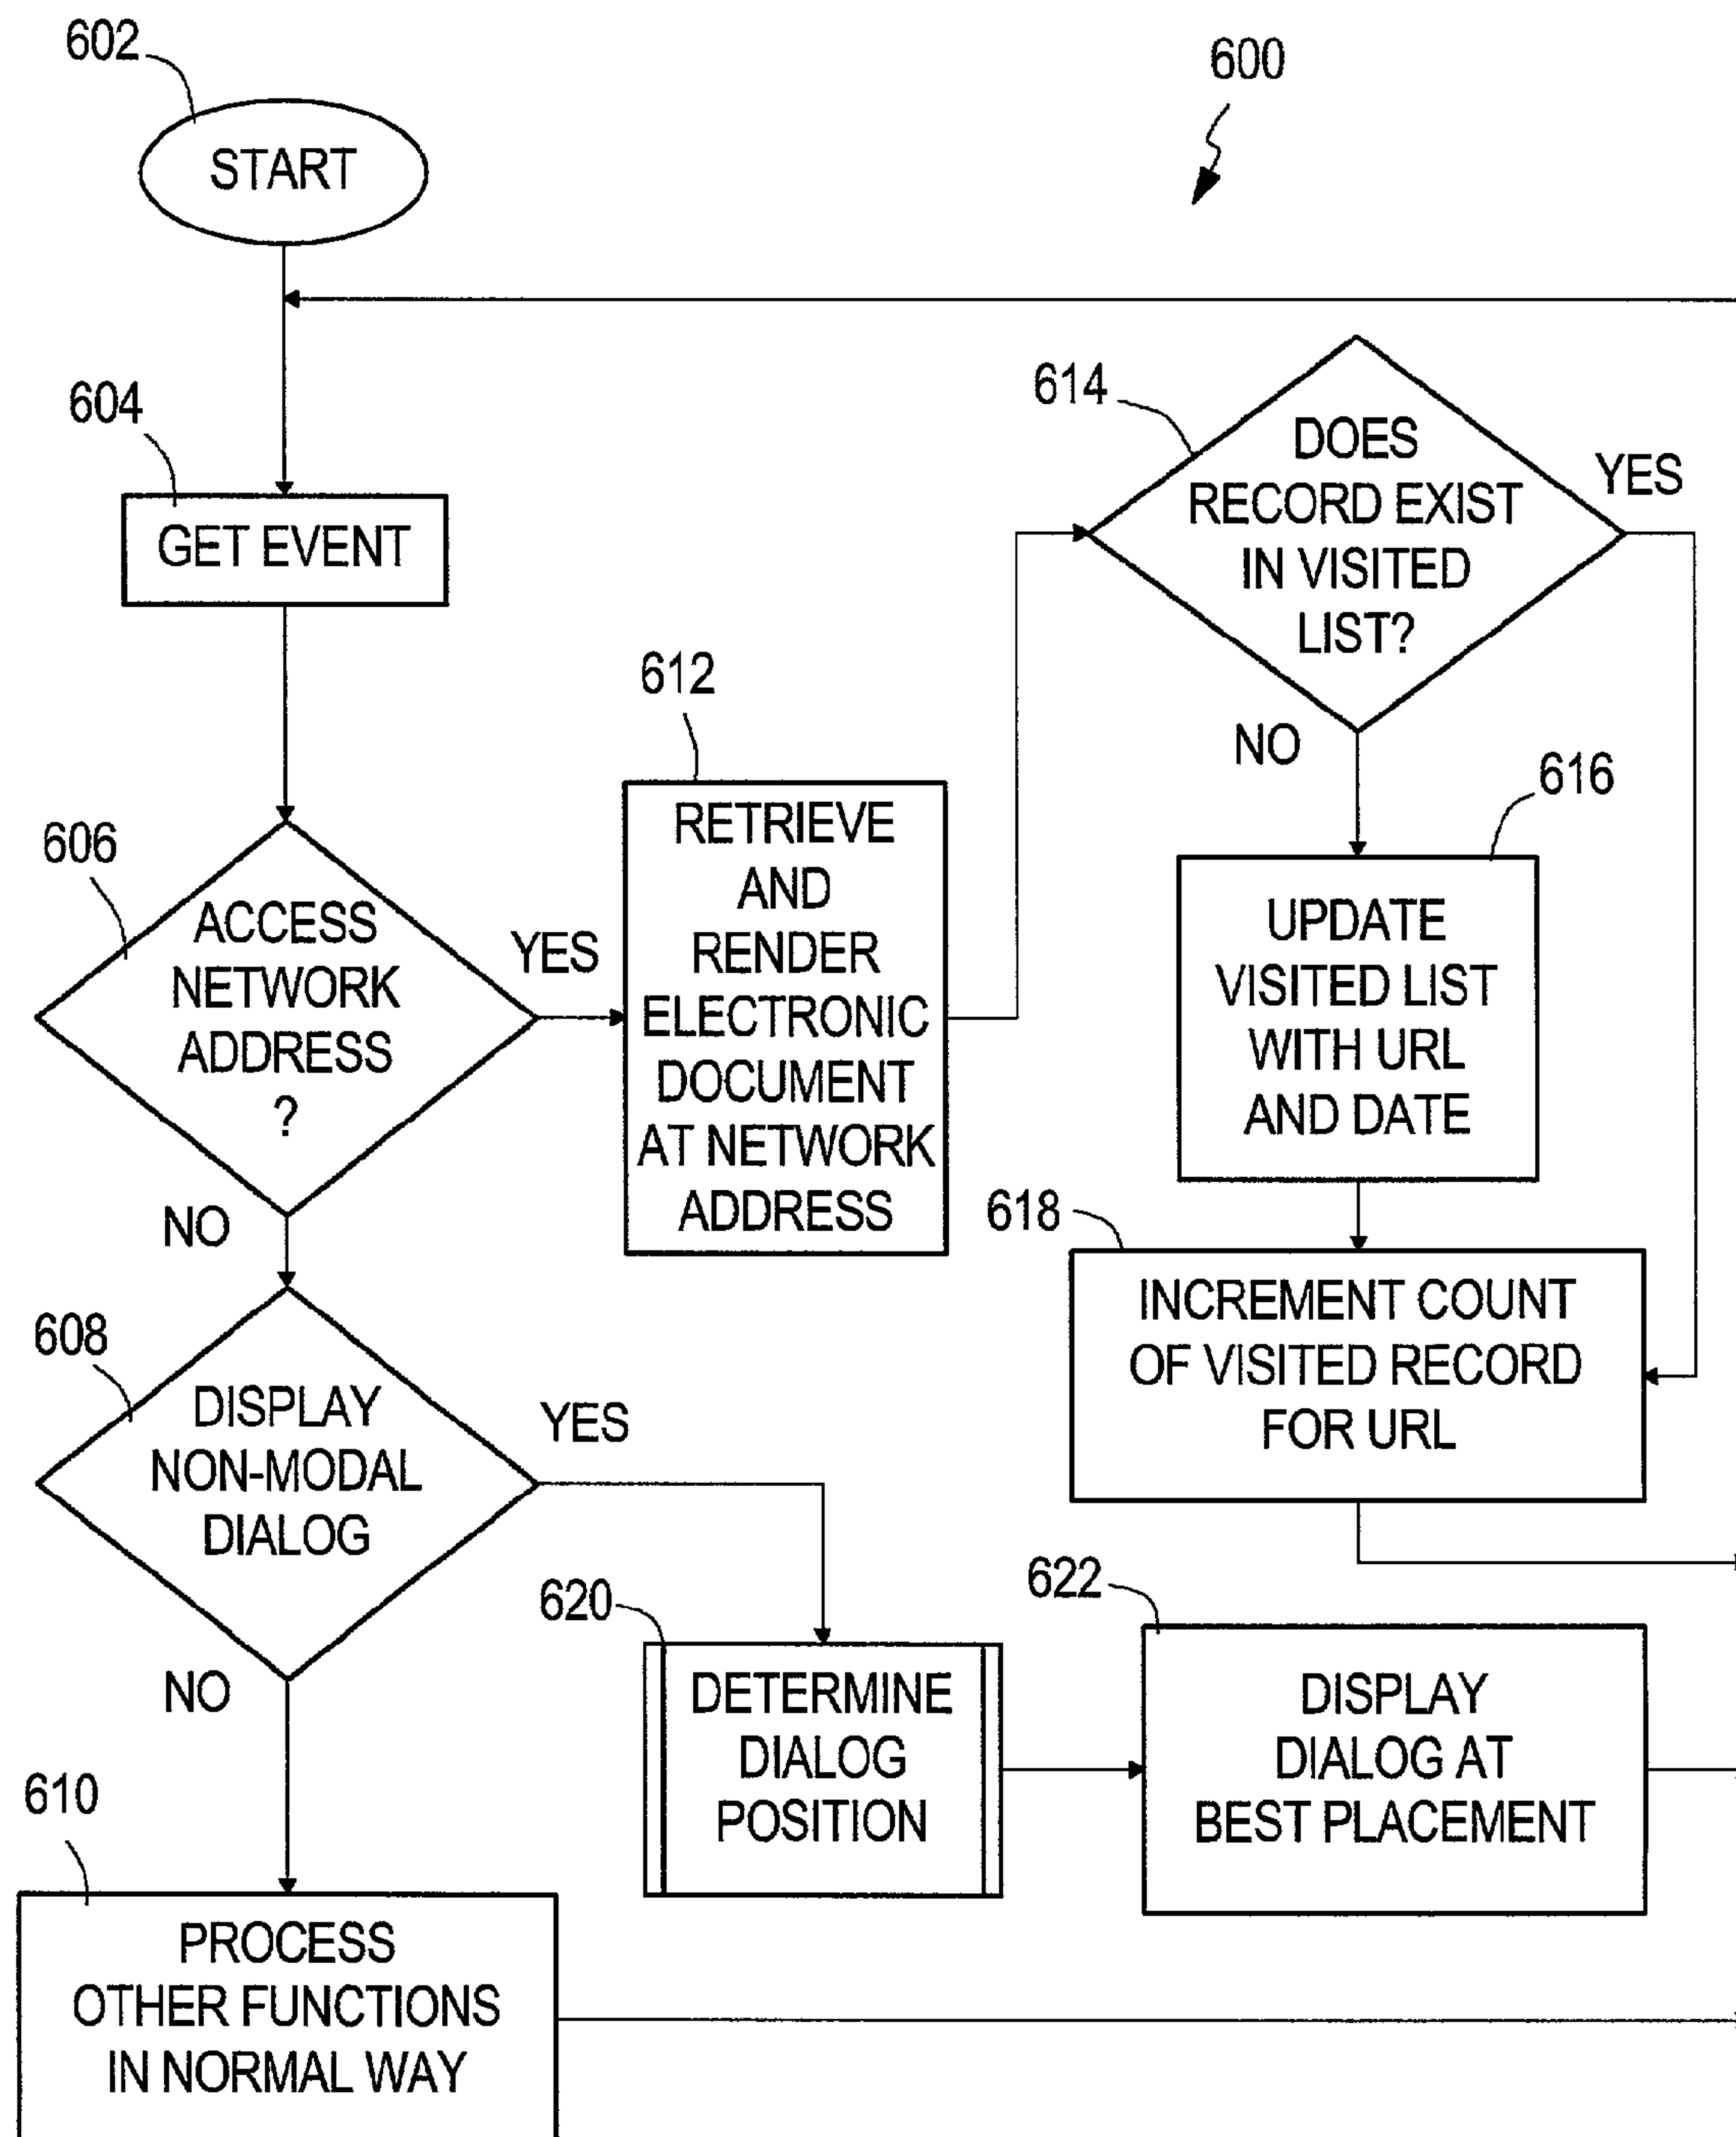 602
600
START
604
GET EVENT
614
DOES
RECORD EXIST
IN VISITED
LIST?
YES
NO
606
ACCESS
NETWORK
ADDRESS
?
YES
NO
612
RETRIEVE
AND
RENDER
ELECTRONIC
DOCUMENT
AT NETWORK
ADDRESS
616
UPDATE
VISITED LIST
WITH URL
AND DATE
618
INCREMENT COUNT
OF VISITED RECORD
FOR URL
608
DISPLAY
NON-MODAL
DIALOG
YES
NO
620
DETERMINE
DIALOG
POSITION
622
DISPLAY
DIALOG AT
BEST PLACEMENT
610
PROCESS
OTHER FUNCTIONS
IN NORMAL WAY